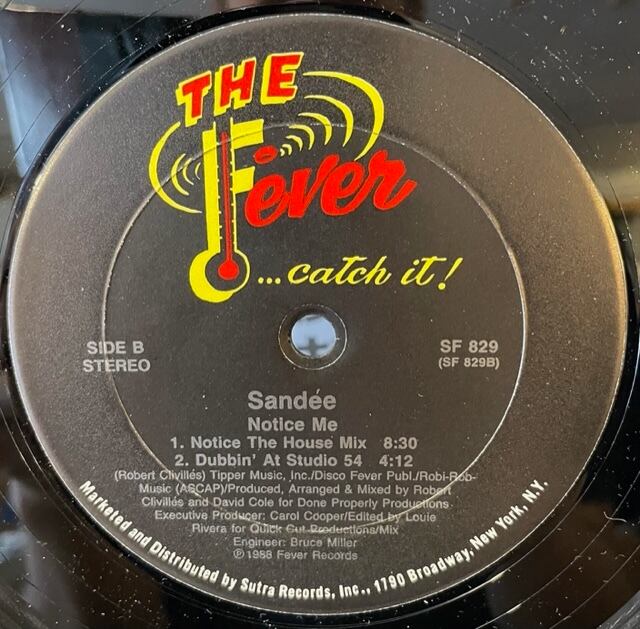 THE
Fever
...catch it!
SIDE B
STEREO
SF 829
(SF 829B)
Sandée
Notice Me
1. Notice The House Mix 8:30
2. Dubbin' At Studio 54 4:12
(Robert Clivillés) Tipper Music, Inc./Disco Fever Publ./Robi-Rob-
Music (ASCAP)/Produced, Arranged & Mixed by Robert
Clivillés and David Cole for Done Properly Productions
Executive Producer: Carol Cooper/Edited by Louie
Rivera for Quick Cut Productions/Mix
Engineer: Bruce Miller
℗1988 Fever Records
Marketed and Distributed by Sutra Records, Inc., 1790 Broadway, New York, N.Y.